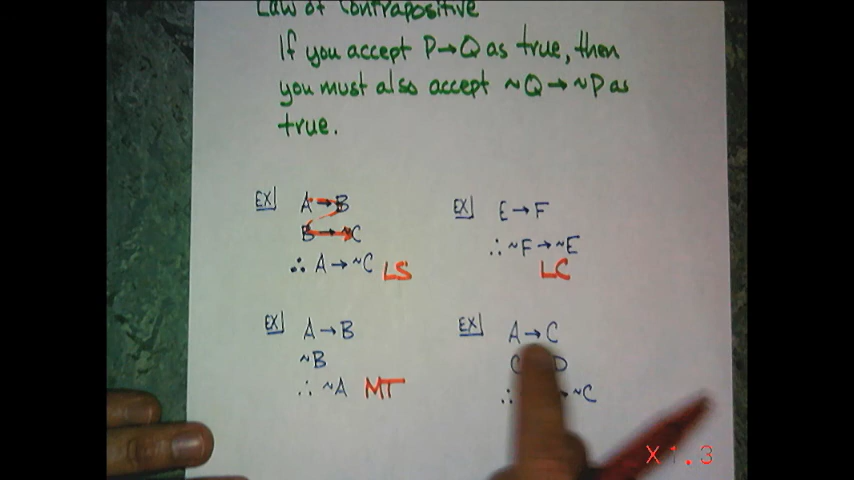 Law of Contrapositive
If you accept P→Q as true, then
you must also accept ~Q→~P as
true.
EX] A→B
B→~C
∴ A→~C LS
EX] E→F
∴ ~F→~E
LC
EX] A→B
~B
∴ ~A MT
EX] A→C
C D
∴ → ~C
X1.3